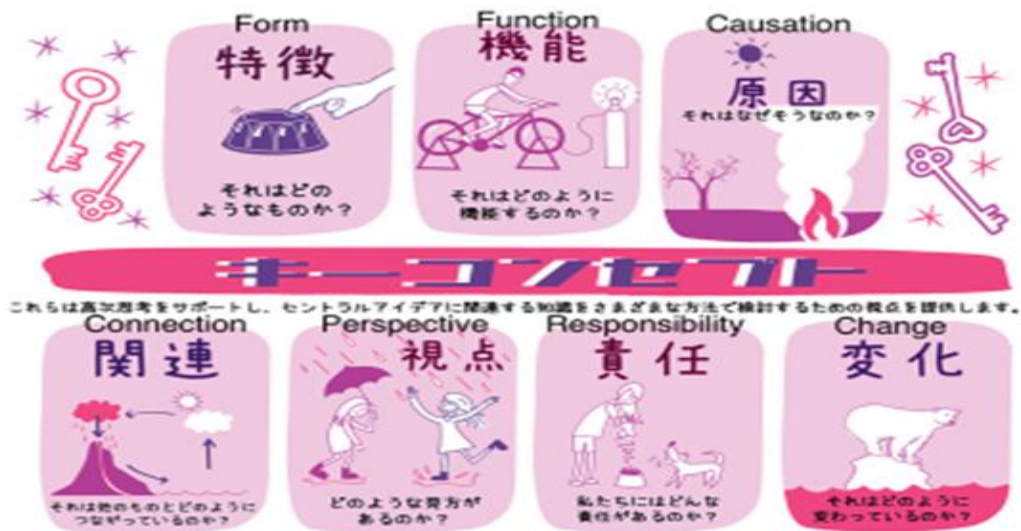 Form
特徴
それはどの
ようなものか？
Function
機能
それはどのように
機能するのか？
Causation
原因
それはなぜそうなのか？
キーコンセプト
これらは高次思考をサポートし、セントラルアイデアに関連する知識をさまざまな方法で検討するための視点を提供します。
Connection
関連
それは他のものとどのように
つながっているのか？
Perspective
視点
どのような見方が
あるのか？
Responsibility
責任
私たちにはどんな
責任があるのか？
Change
変化
それはどのように
変わっているのか？